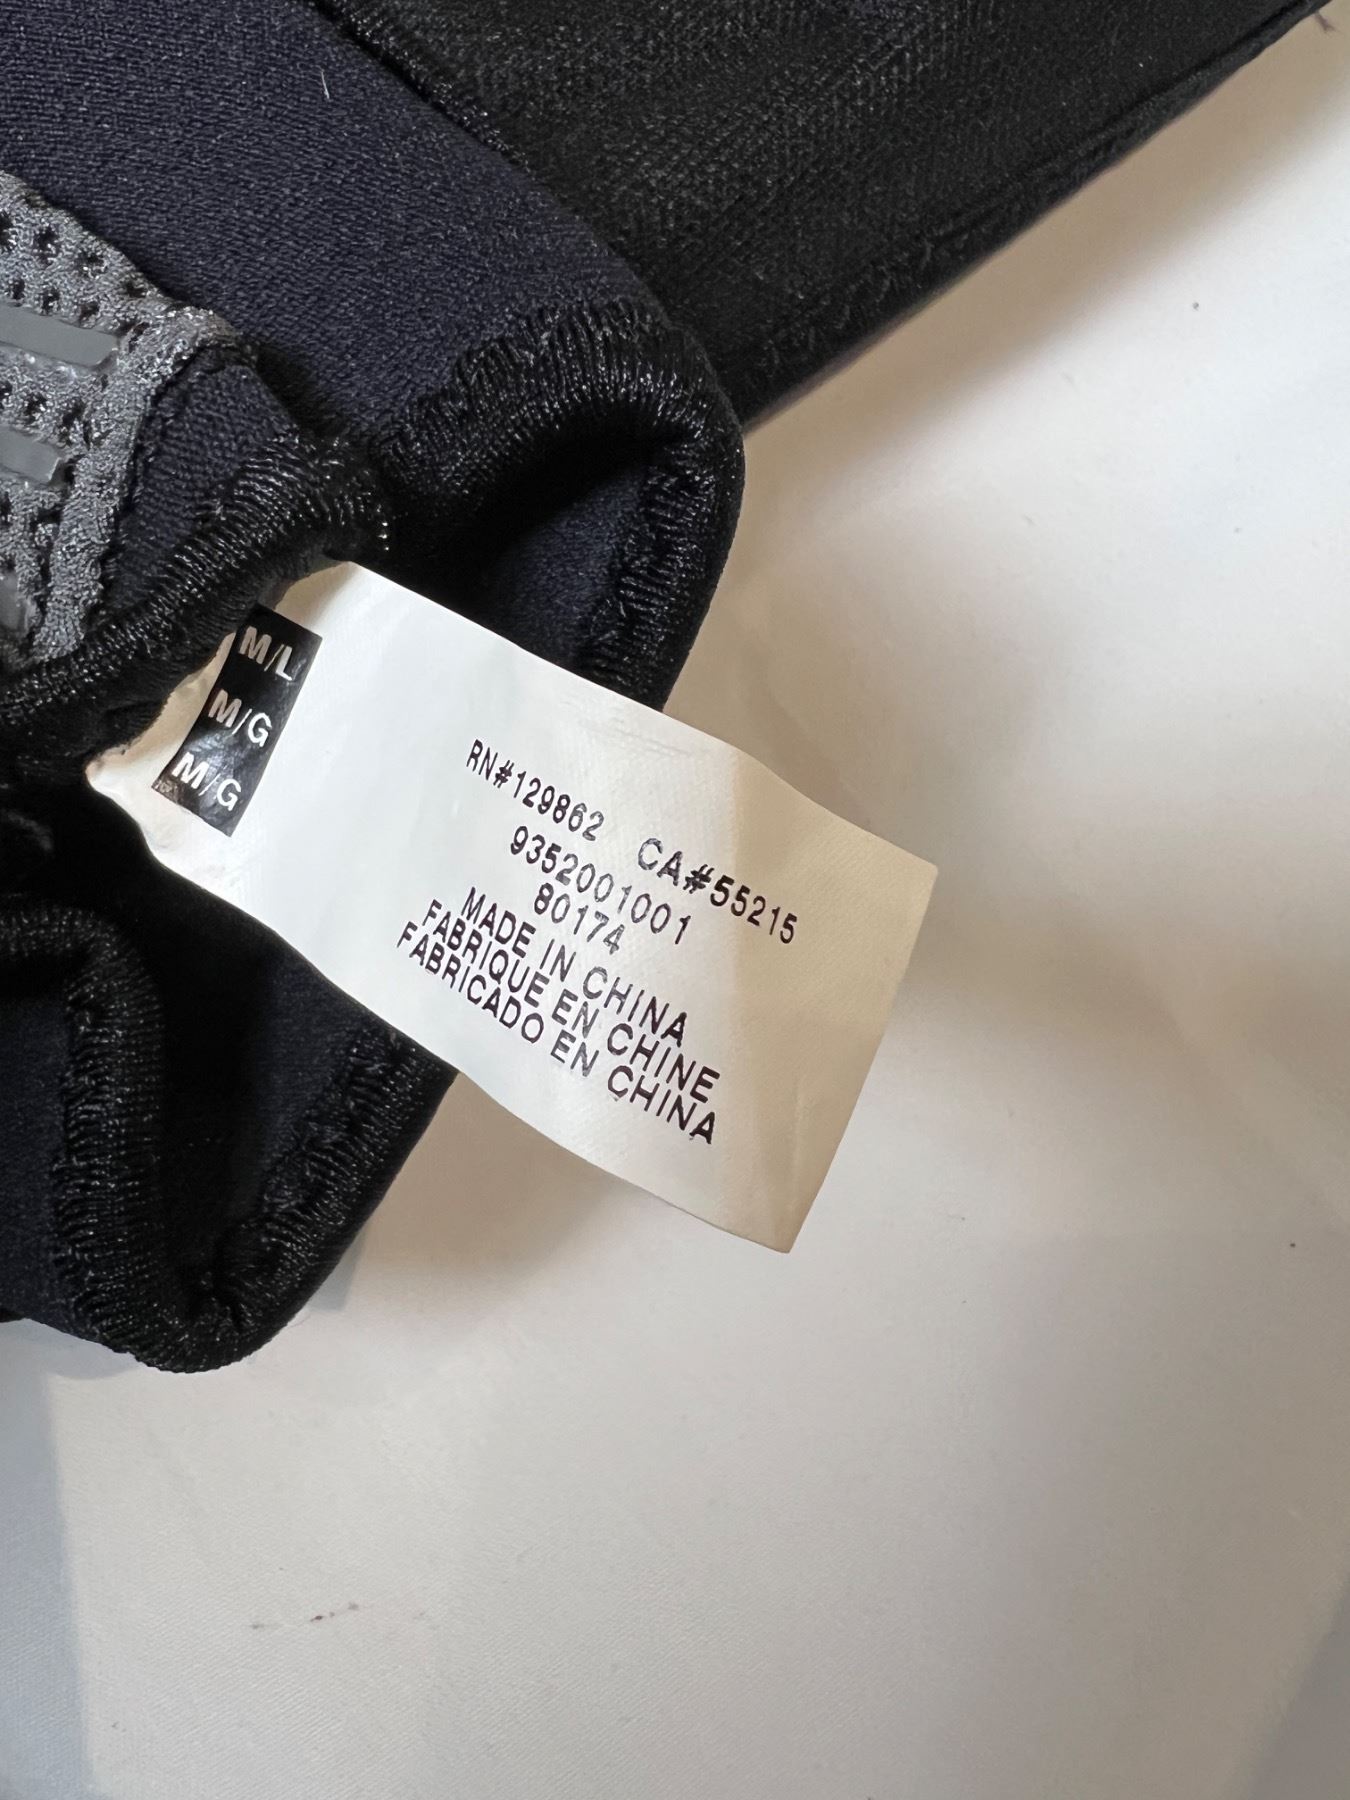 M/L
M/G
M/G
RN#129862 CA#55215
9352001001
80174
MADE IN CHINA
FABRIQUE EN CHINE
FABRICADO EN CHINA